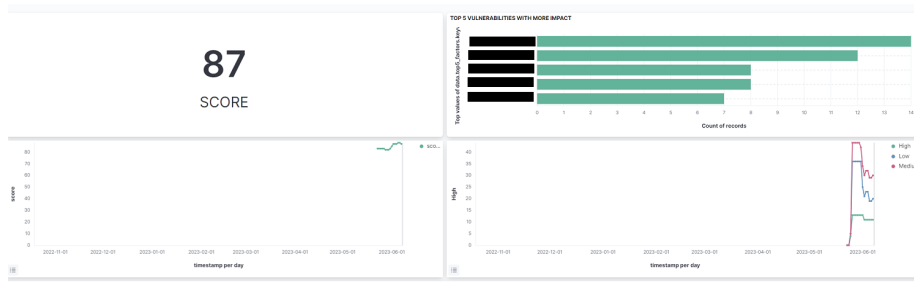 87
SCORE
TOP 5 VULNERABILITIES WITH MORE IMPACT
Top values of data.top5_factors.keyw
0 1 2 3 4 5 6 7 8 9 10 11 12 13 14
Count of records
score
80
70
60
50
40
30
20
10
0
2022-11-01 2022-12-01 2023-01-01 2023-02-01 2023-03-01 2023-04-01 2023-05-01 2023-06-01
timestamp per day
sco...
High
40
35
30
25
20
15
10
5
0
2022-11-01 2022-12-01 2023-01-01 2023-02-01 2023-03-01 2023-04-01 2023-05-01 2023-06-01
timestamp per day
High
Low
Mediu